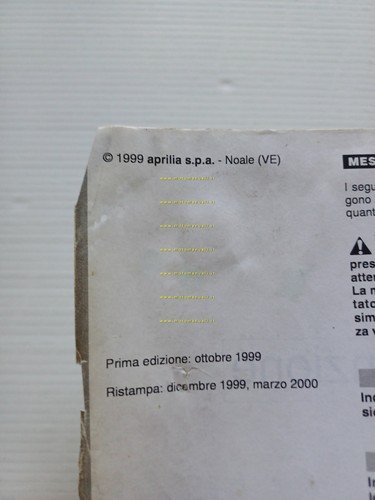 © 1999 aprilia s.p.a. - Noale (VE)
Prima edizione: ottobre 1999
Ristampa: dicembre 1999, marzo 2000
MES
I segu
gono
quant
pres
atte
La
tato
sim
za v
In
sie